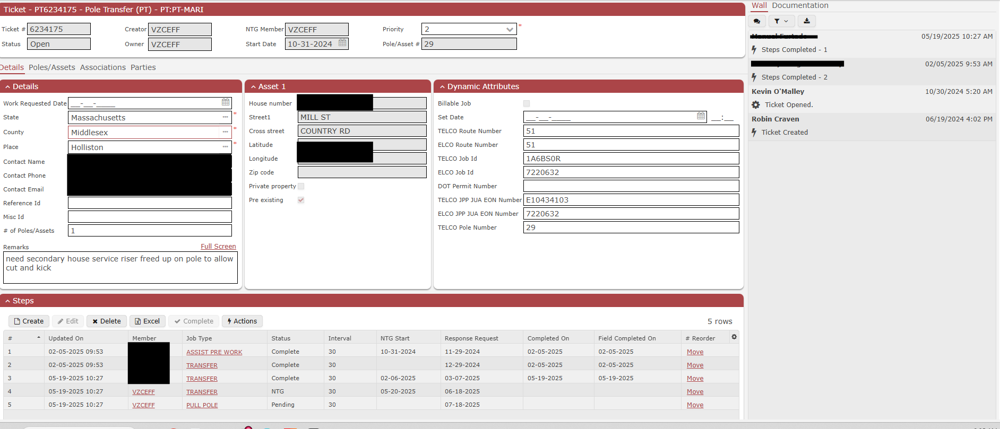 Ticket - PT6234175 - Pole Transfer (PT) - PT:PT-MARI
Ticket # 6234175 Creator VZCEFF NTG Member VZCEFF Priority 2 *
Status Open Owner VZCEFF Start Date 10-31-2024 Pole/Asset # 29
Details Poles/Assets Associations Parties
Details
Work Requested Date __-__-____
State Massachusetts *
County Middlesex *
Place Holliston *
Contact Name
Contact Phone
Contact Email
Reference Id
Misc Id
# of Poles/Assets 1
Remarks Full Screen
need secondary house service riser freed up on pole to allow
cut and kick
Asset 1
House number
Street1 MILL ST
Cross street COUNTRY RD
Latitude
Longitude
Zip code
Private property
Pre existing
Dynamic Attributes
Billable Job
Set Date __-__-____ __:__
TELCO Route Number 51
ELCO Route Number 51
TELCO Job Id 1A6BS0R
ELCO Job Id 7220632
DOT Permit Number
TELCO JPP JUA EON Number E10434103
ELCO JPP JUA EON Number 7220632
TELCO Pole Number 29
Steps
Create Edit Delete Excel Complete Actions 5 rows
# Updated On Member Job Type Status Interval NTG Start Response Request Completed On Field Completed On # Reorder
1 02-05-2025 09:53 ASSIST PRE WORK Complete 30 10-31-2024 11-29-2024 02-05-2025 02-05-2025 Move
2 02-05-2025 09:53 TRANSFER Complete 30 12-29-2024 02-05-2025 02-05-2025 Move
3 05-19-2025 10:27 TRANSFER Complete 30 02-06-2025 03-07-2025 05-19-2025 05-19-2025 Move
4 05-19-2025 10:27 VZCEFF TRANSFER NTG 30 05-20-2025 06-18-2025 Move
5 05-19-2025 10:27 VZCEFF PULL POLE Pending 30 07-18-2025 Move
Wall Documentation
05/19/2025 10:27 AM
Steps Completed - 1
02/05/2025 9:53 AM
Steps Completed - 2
Kevin O'Malley 10/30/2024 5:20 AM
Ticket Opened.
Robin Craven 06/19/2024 4:02 PM
Ticket Created